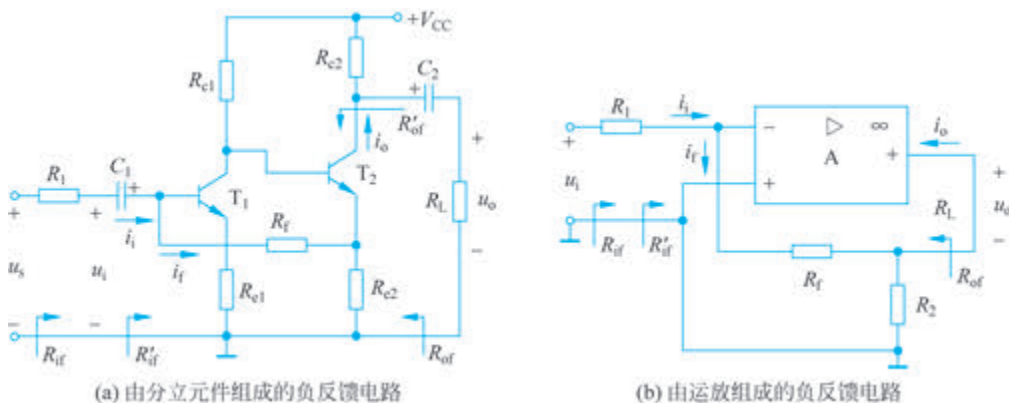 +V_CC
R_c1
R_c2
C_2
+
R'_of
i_o
+
T_1
T_2
R_1
C_1
+
R_L
u_o
+
+
i_i
R_f
−
u_s
u_i
i_f
R_e1
R_e2
−
−
R_if
R'_if
R_of
(a) 由分立元件组成的负反馈电路
R_1
i_i
−
▷ ∞
A
+
i_o
+
i_f
+
+
u_i
R_L
u_o
−
R_if
R'_if
R_f
R_of
R_2
(b) 由运放组成的负反馈电路